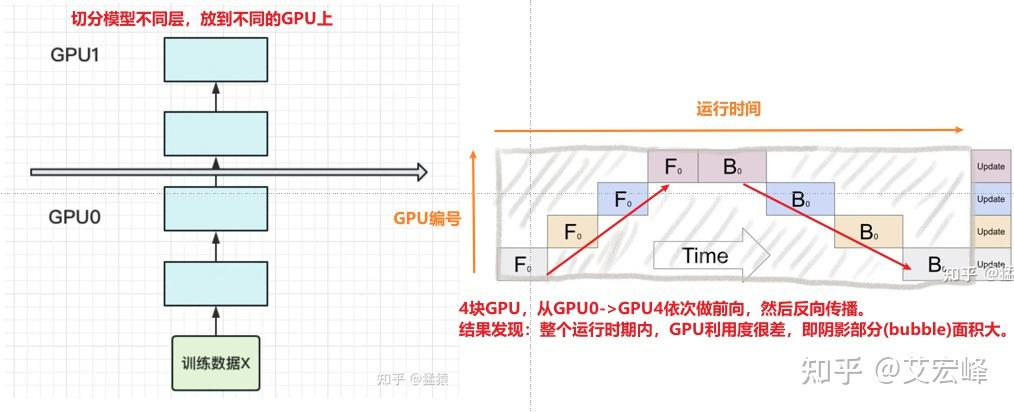 切分模型不同层，放到不同的GPU上
GPU1
GPU0
训练数据X
知乎 @猛猿
运行时间
GPU编号
F₀
F₀
F₀
F₀
B₀
B₀
B₀
B₀
Update
Update
Update
Update
Time
知乎 @猛
4块GPU，从GPU0->GPU4依次做前向，然后反向传播。
结果发现：整个运行时期内，GPU利用度很差，即阴影部分(bubble)面积大。
知乎 @艾宏峰